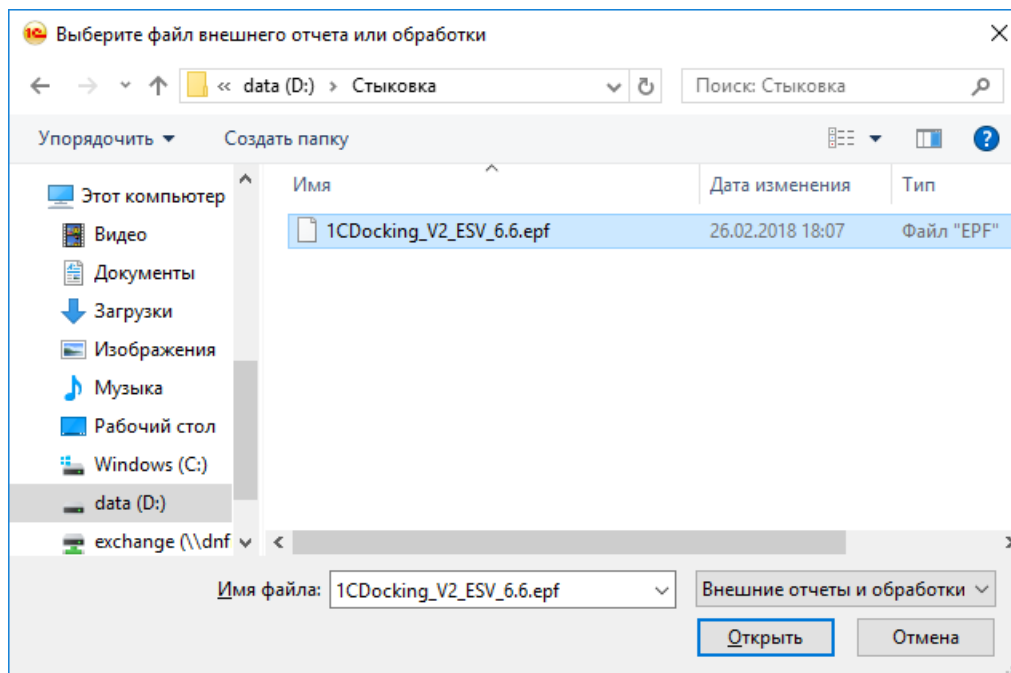 1С Выберите файл внешнего отчета или обработки
« data (D:) › Стыковка
Поиск: Стыковка
Упорядочить
Создать папку
Имя
Дата изменения
Тип
Этот компьютер
Видео
Документы
Загрузки
Изображения
Музыка
Рабочий стол
Windows (C:)
data (D:)
exchange (\\dnf
1CDocking_V2_ESV_6.6.epf
26.02.2018 18:07
Файл "EPF"
Имя файла:
1CDocking_V2_ESV_6.6.epf
Внешние отчеты и обработки
Открыть
Отмена